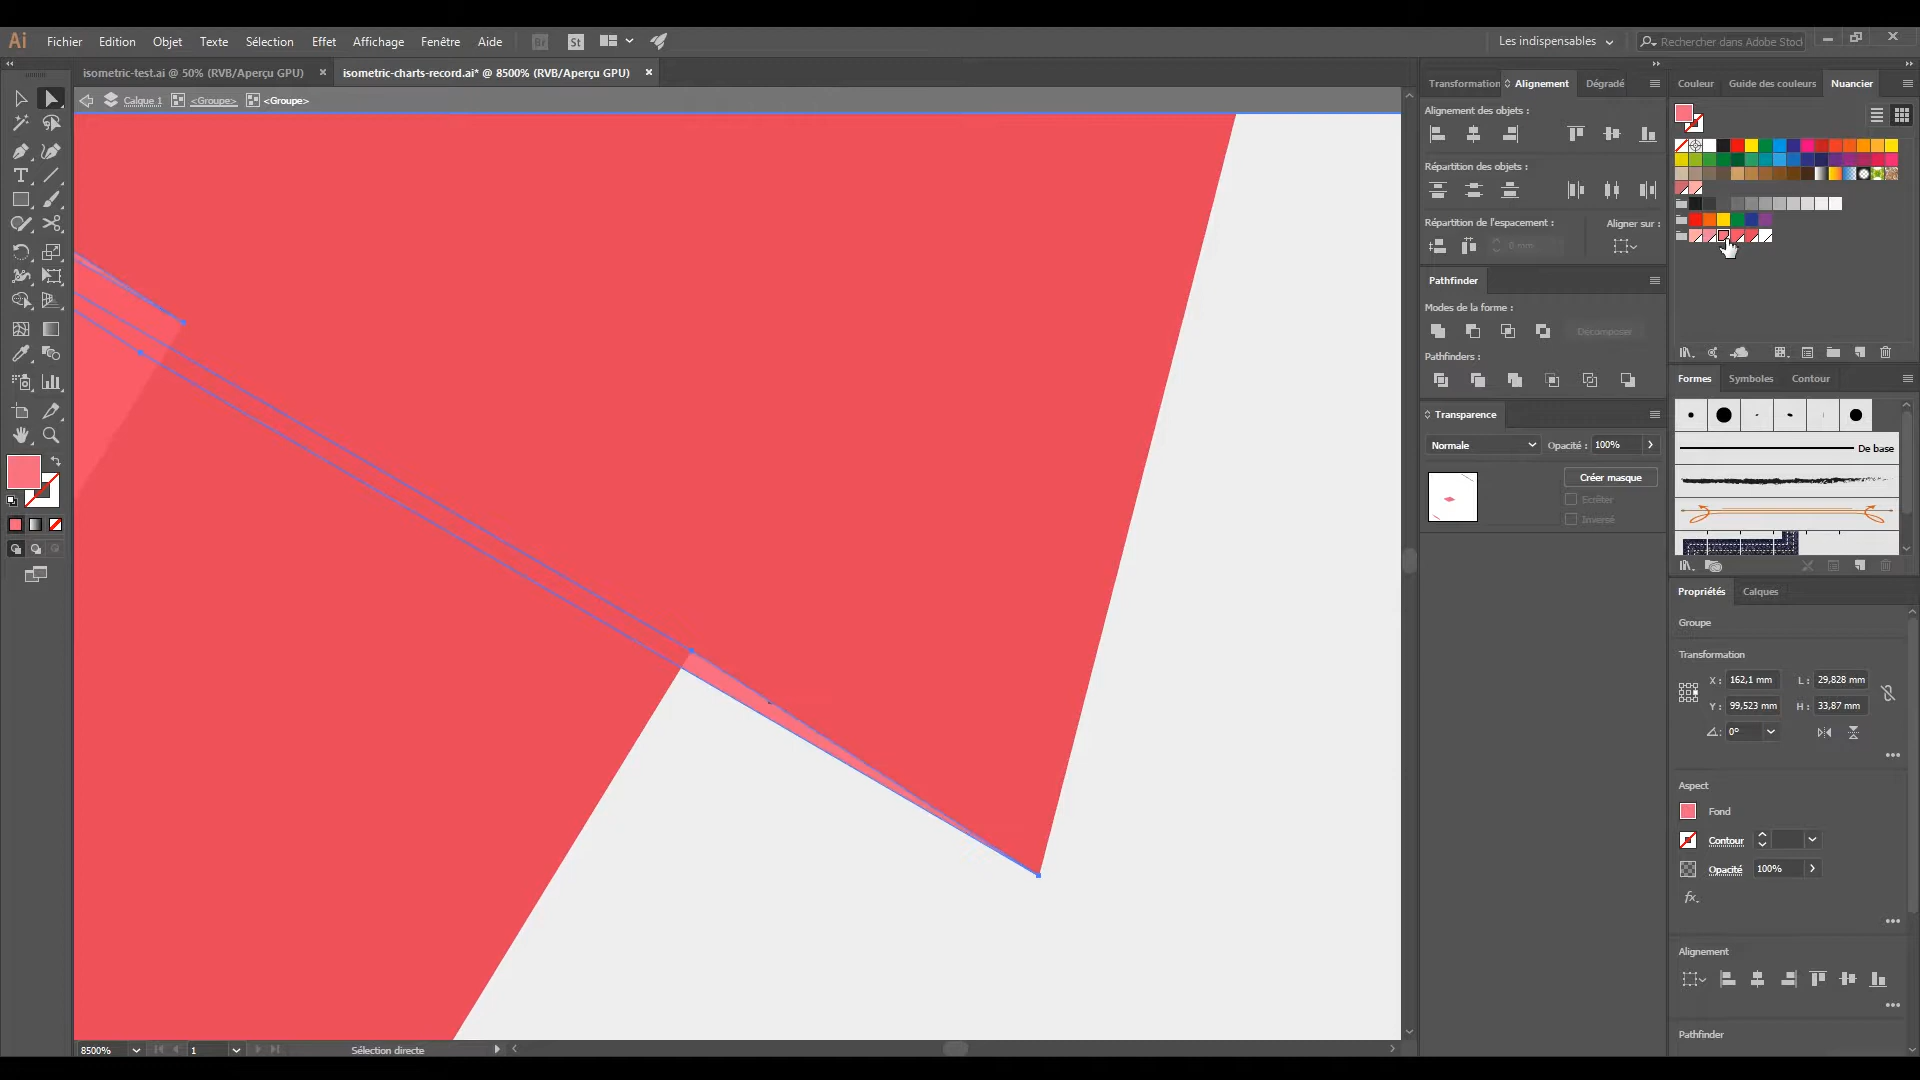 Ai Fichier Edition Objet Texte Sélection Effet Affichage Fenêtre Aide Br St Les indispensables Rechercher dans Adobe Stock
isometric-test.ai @ 50% (RVB/Aperçu GPU) × isometric-charts-record.ai* @ 8500% (RVB/Aperçu GPU) ×
Calque 1 <Groupe> <Groupe>
Transformation Alignement Dégradé
Alignement des objets :
Répartition des objets :
Répartition de l'espacement : Aligner sur :
0 mm
Pathfinder
Modes de la forme :
Décomposer
Pathfinders :
Transparence
Normale Opacité : 100%
Créer masque
Ecrêter
Inversé
Couleur Guide des couleurs Nuancier
Formes Symboles Contour
De base
Propriétés Calques
Groupe
Transformation
X : 162,1 mm L : 29,828 mm
Y : 99,523 mm H : 33,87 mm
0°
Aspect
Fond
Contour
Opacité 100%
fx.
Alignement
Pathfinder
8500% 1 Sélection directe